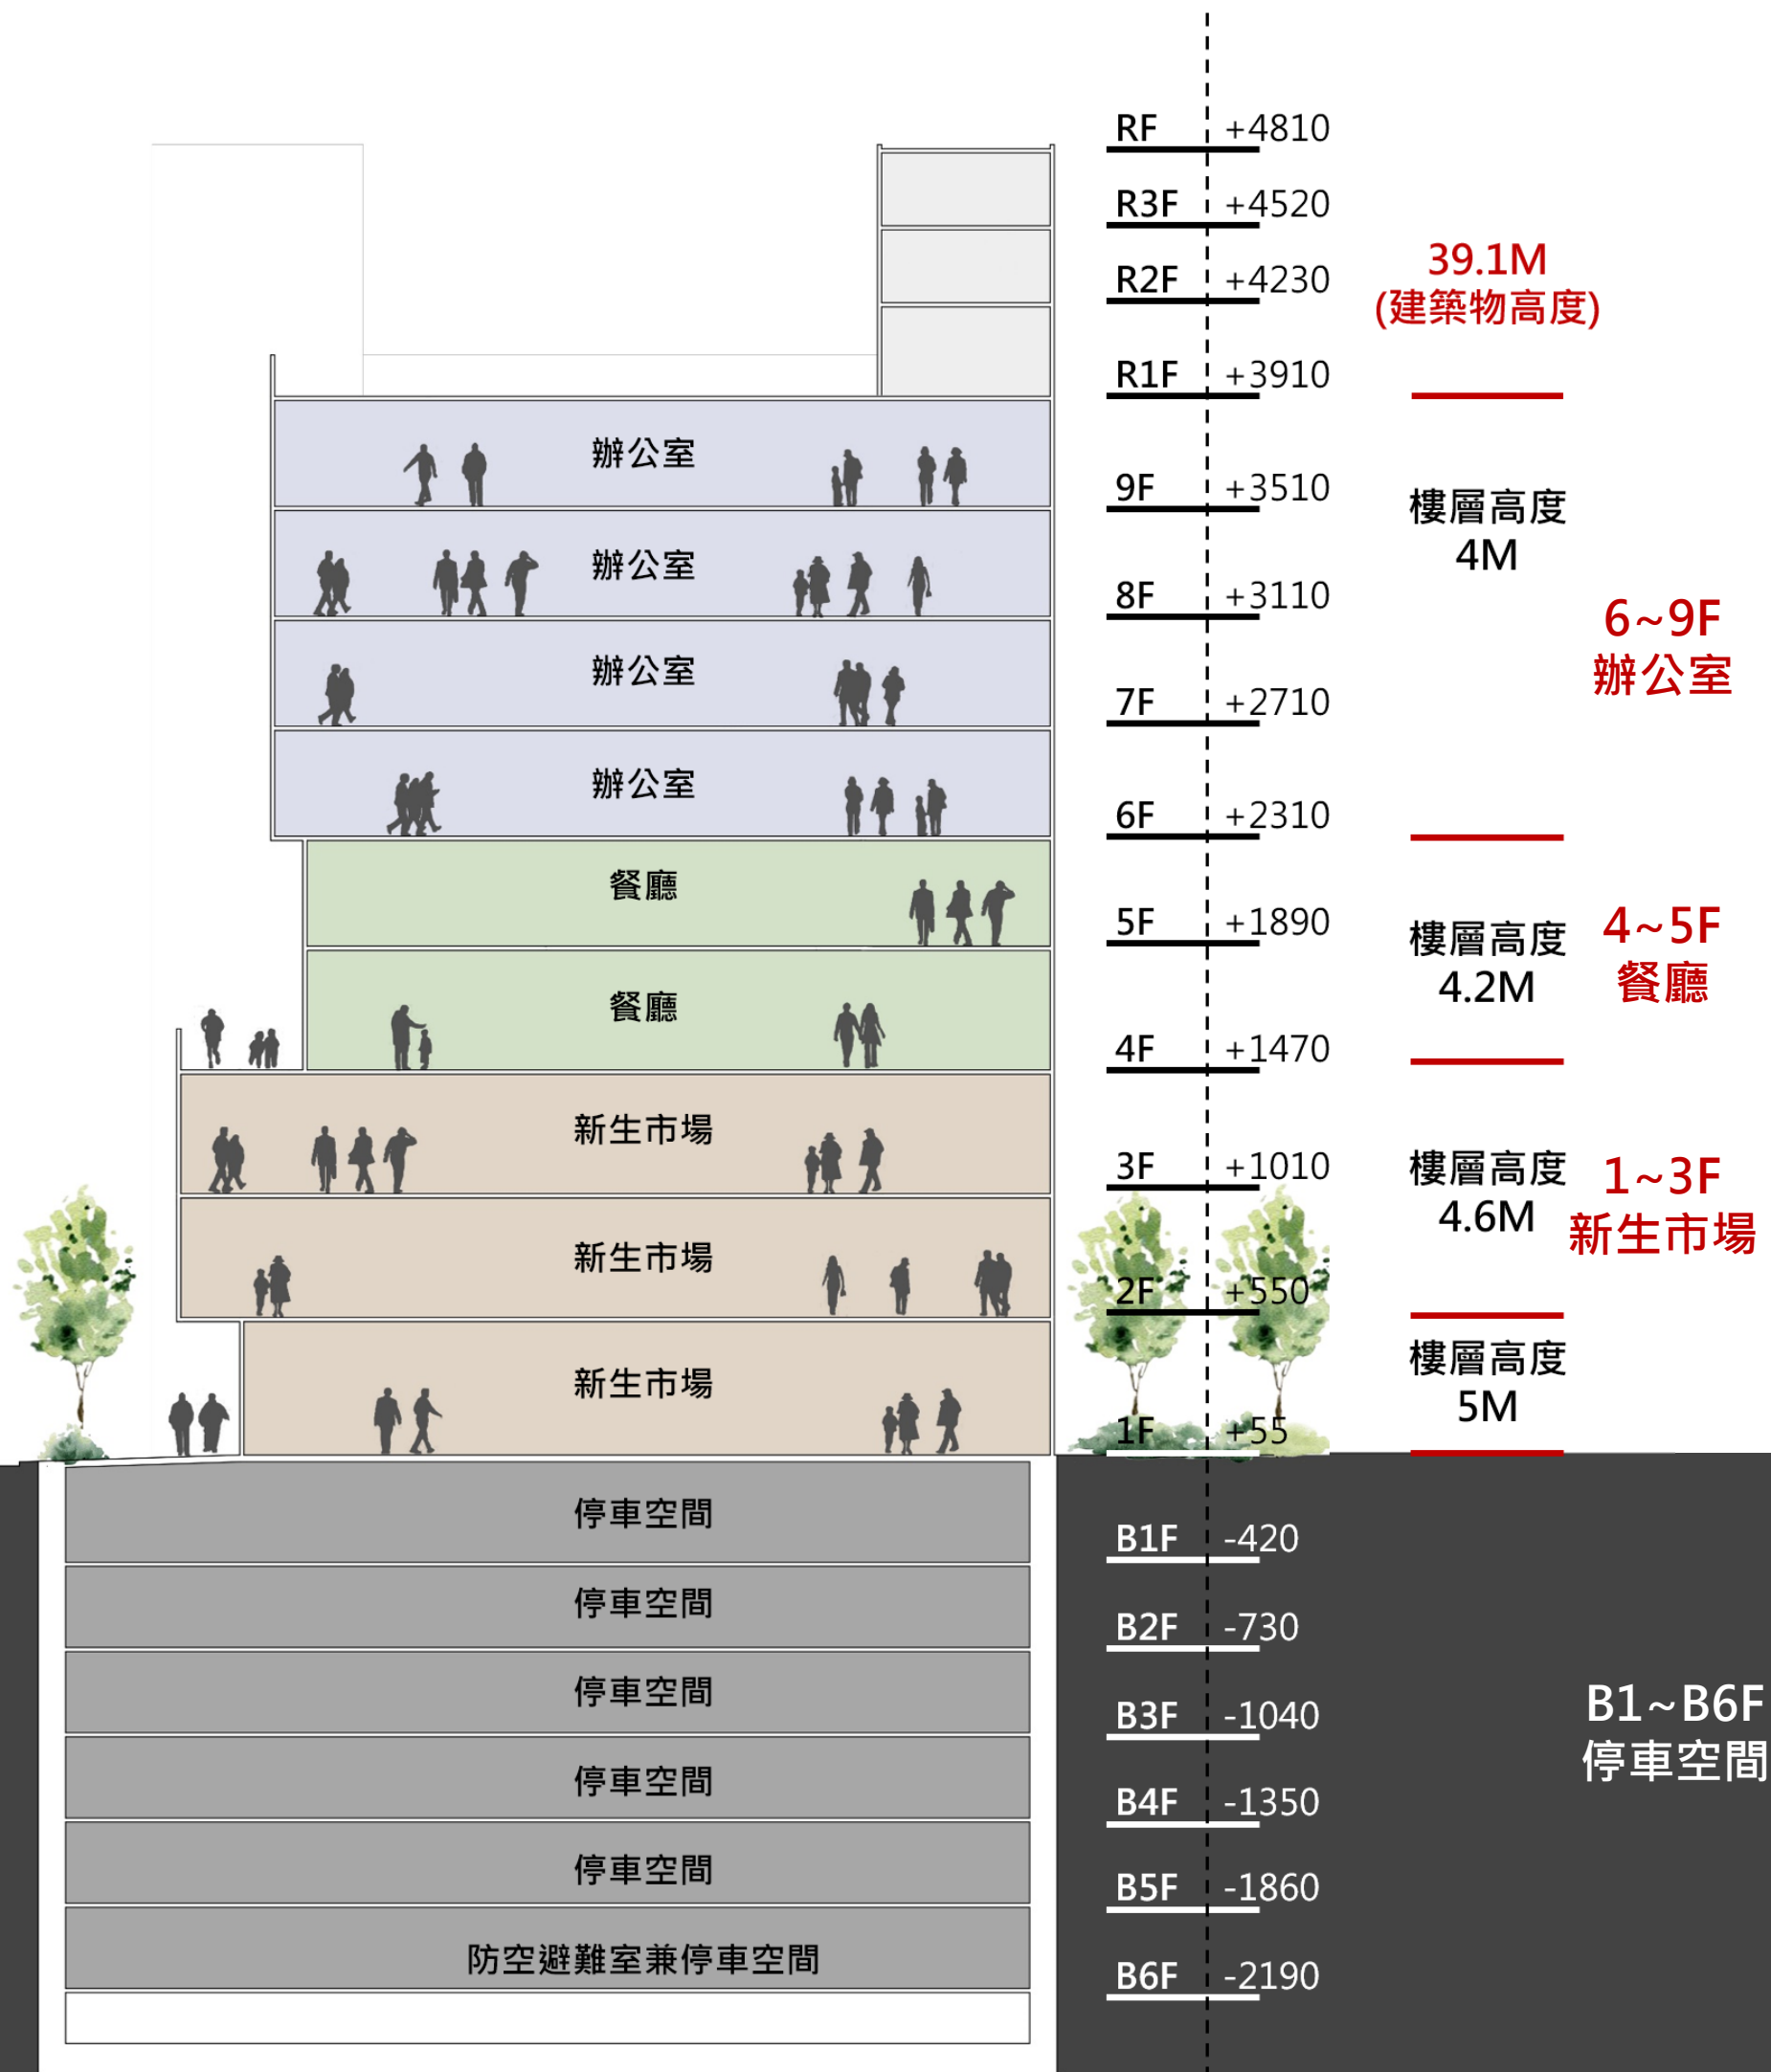 RF +4810
R3F +4520
R2F +4230
39.1M
(建築物高度)
R1F +3910
辦公室
9F +3510
樓層高度
4M
辦公室
8F +3110
6~9F
辦公室
辦公室
7F +2710
辦公室
6F +2310
餐廳
5F +1890
樓層高度
4.2M
4~5F
餐廳
餐廳
4F +1470
新生市場
3F +1010
樓層高度
4.6M
1~3F
新生市場
新生市場
2F +550
新生市場
樓層高度
5M
1F +55
停車空間
B1F -420
停車空間
B2F -730
停車空間
B3F -1040
B1~B6F
停車空間
停車空間
B4F -1350
停車空間
B5F -1860
防空避難室兼停車空間
B6F -2190